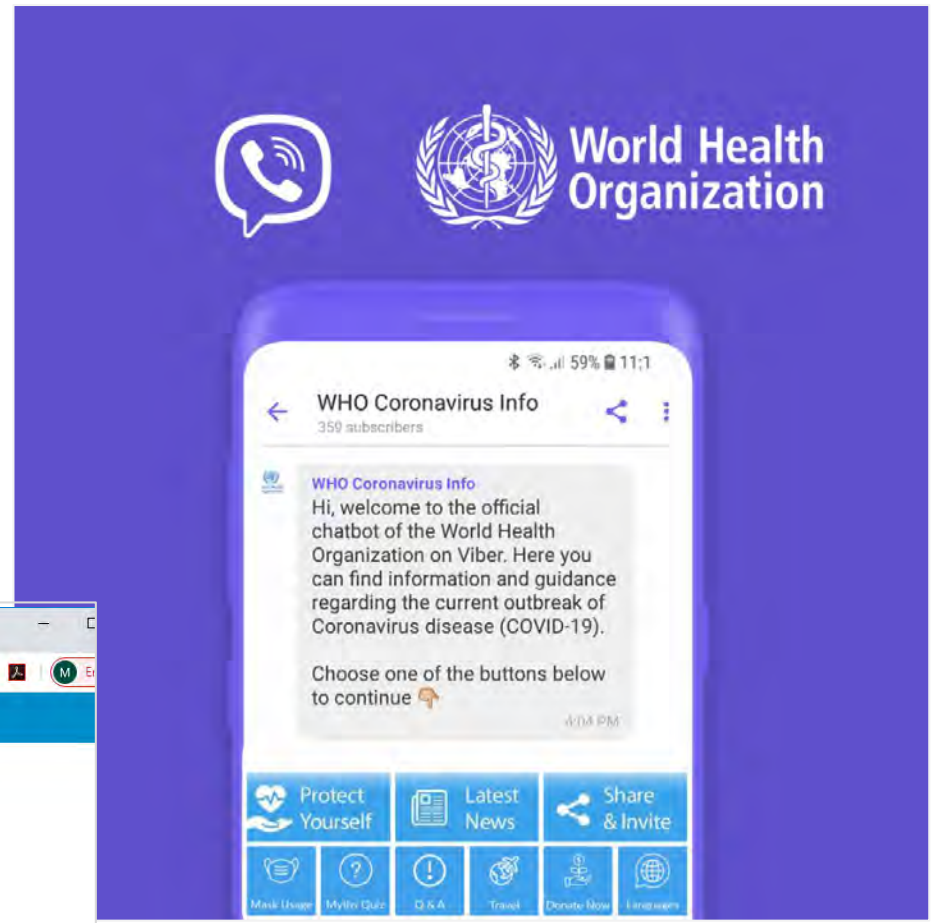 World Health
Organization
59% 11:1
WHO Coronavirus Info
359 subscribers
WHO Coronavirus Info
Hi, welcome to the official
chatbot of the World Health
Organization on Viber. Here you
can find information and guidance
regarding the current outbreak of
Coronavirus disease (COVID-19).
Choose one of the buttons below
to continue
4:04 PM
M
Protect
Yourself
Latest
News
Share
& Invite
Mask Usage
Myths Quiz
Q & A
Travel
Donate Now
Languages